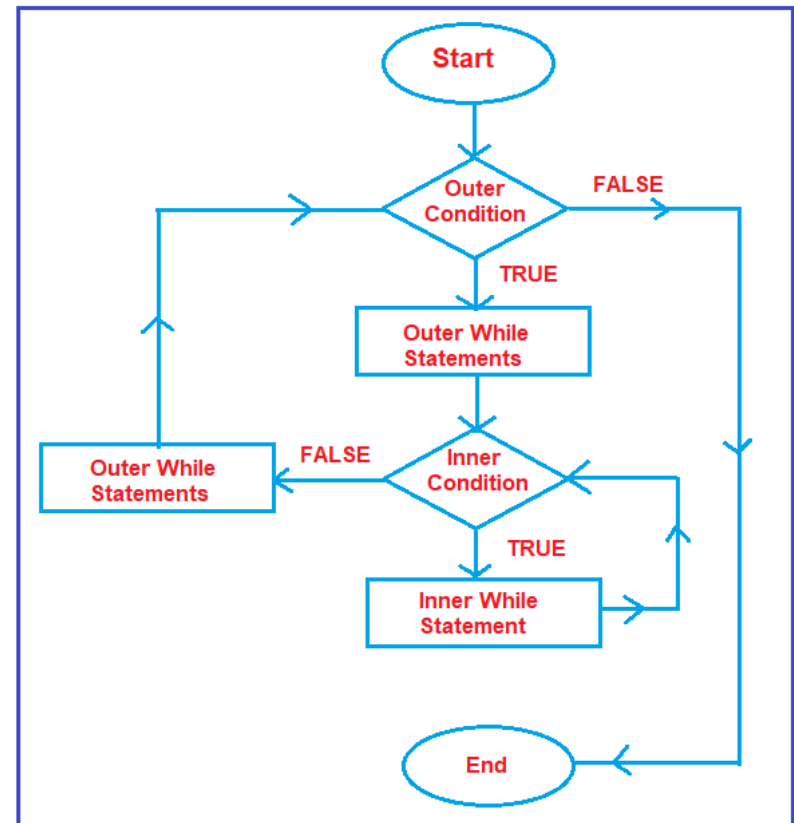 Start
Outer
Condition
FALSE
TRUE
Outer While
Statements
Inner
Condition
FALSE
Outer While
Statements
TRUE
Inner While
Statement
End